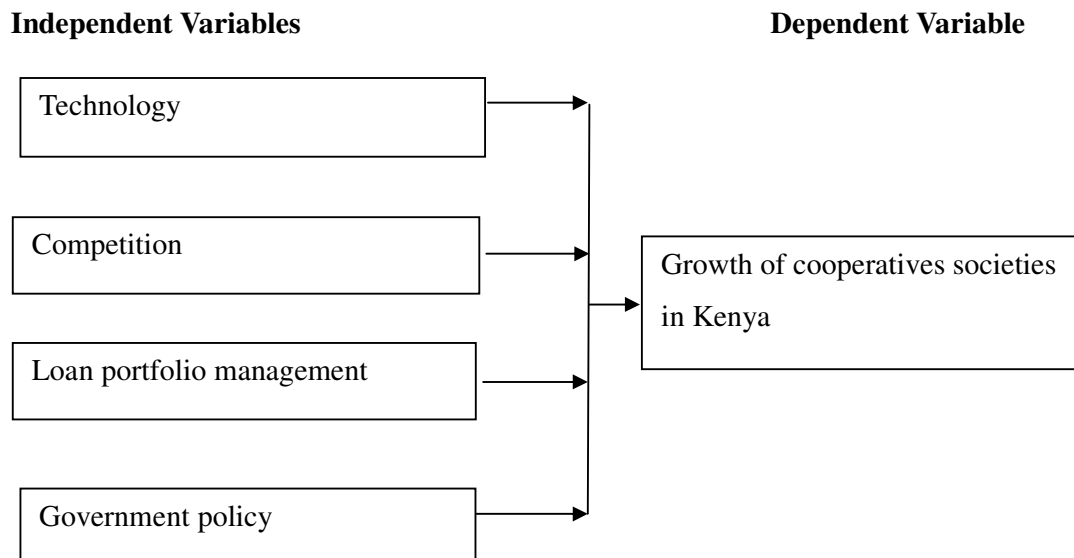 Independent Variables
Dependent Variable
Technology
Competition
Loan portfolio management
Government policy
Growth of cooperatives societies
in Kenya